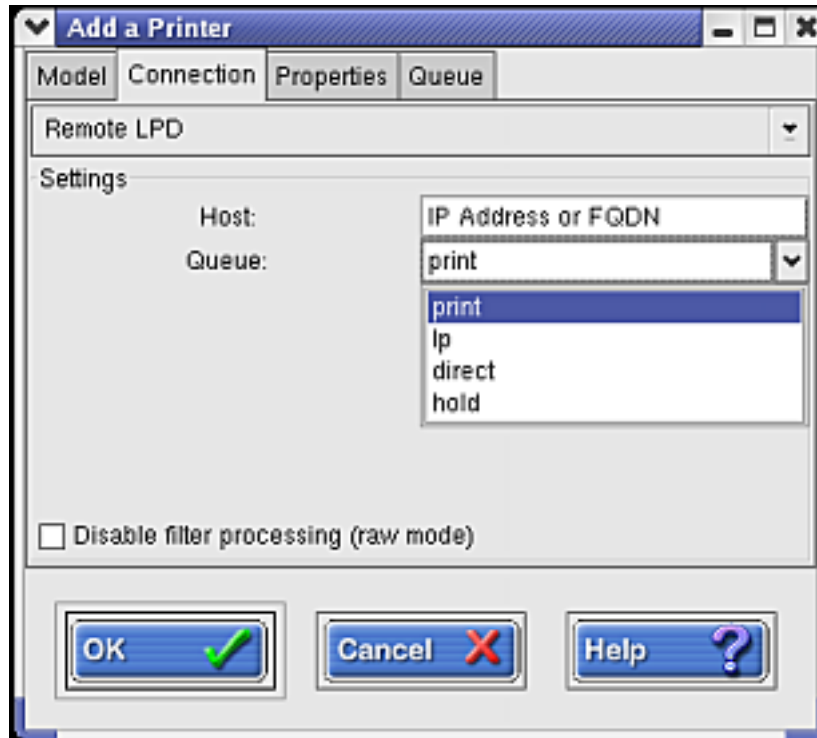 Add a Printer
Model Connection Properties Queue
Remote LPD
Settings
Host: IP Address or FQDN
Queue: print
print
lp
direct
hold
Disable filter processing (raw mode)
OK Cancel Help